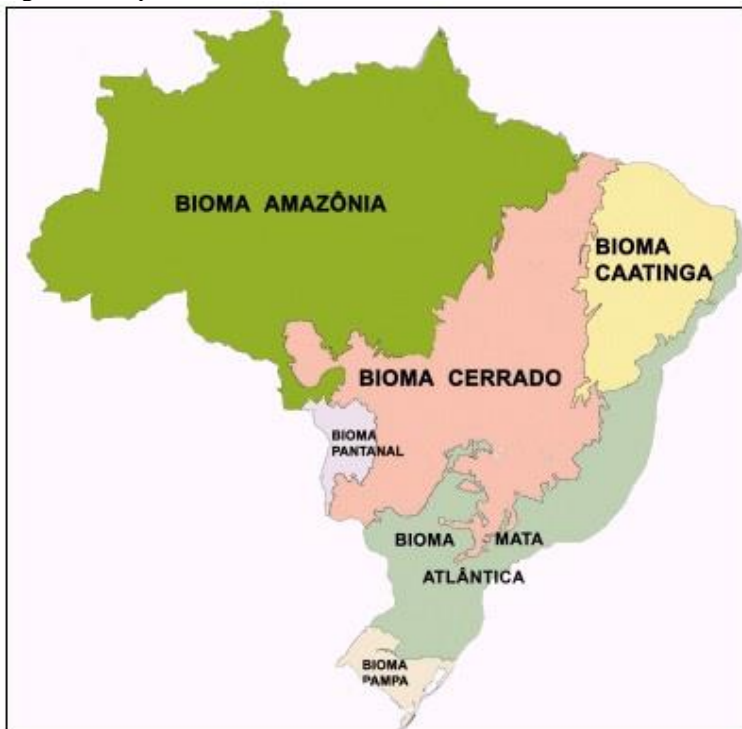 BIOMA AMAZÔNIA
BIOMA
CAATINGA
BIOMA CERRADO
BIOMA
PANTANAL
BIOMA MATA
ATLÂNTICA
BIOMA
PAMPA